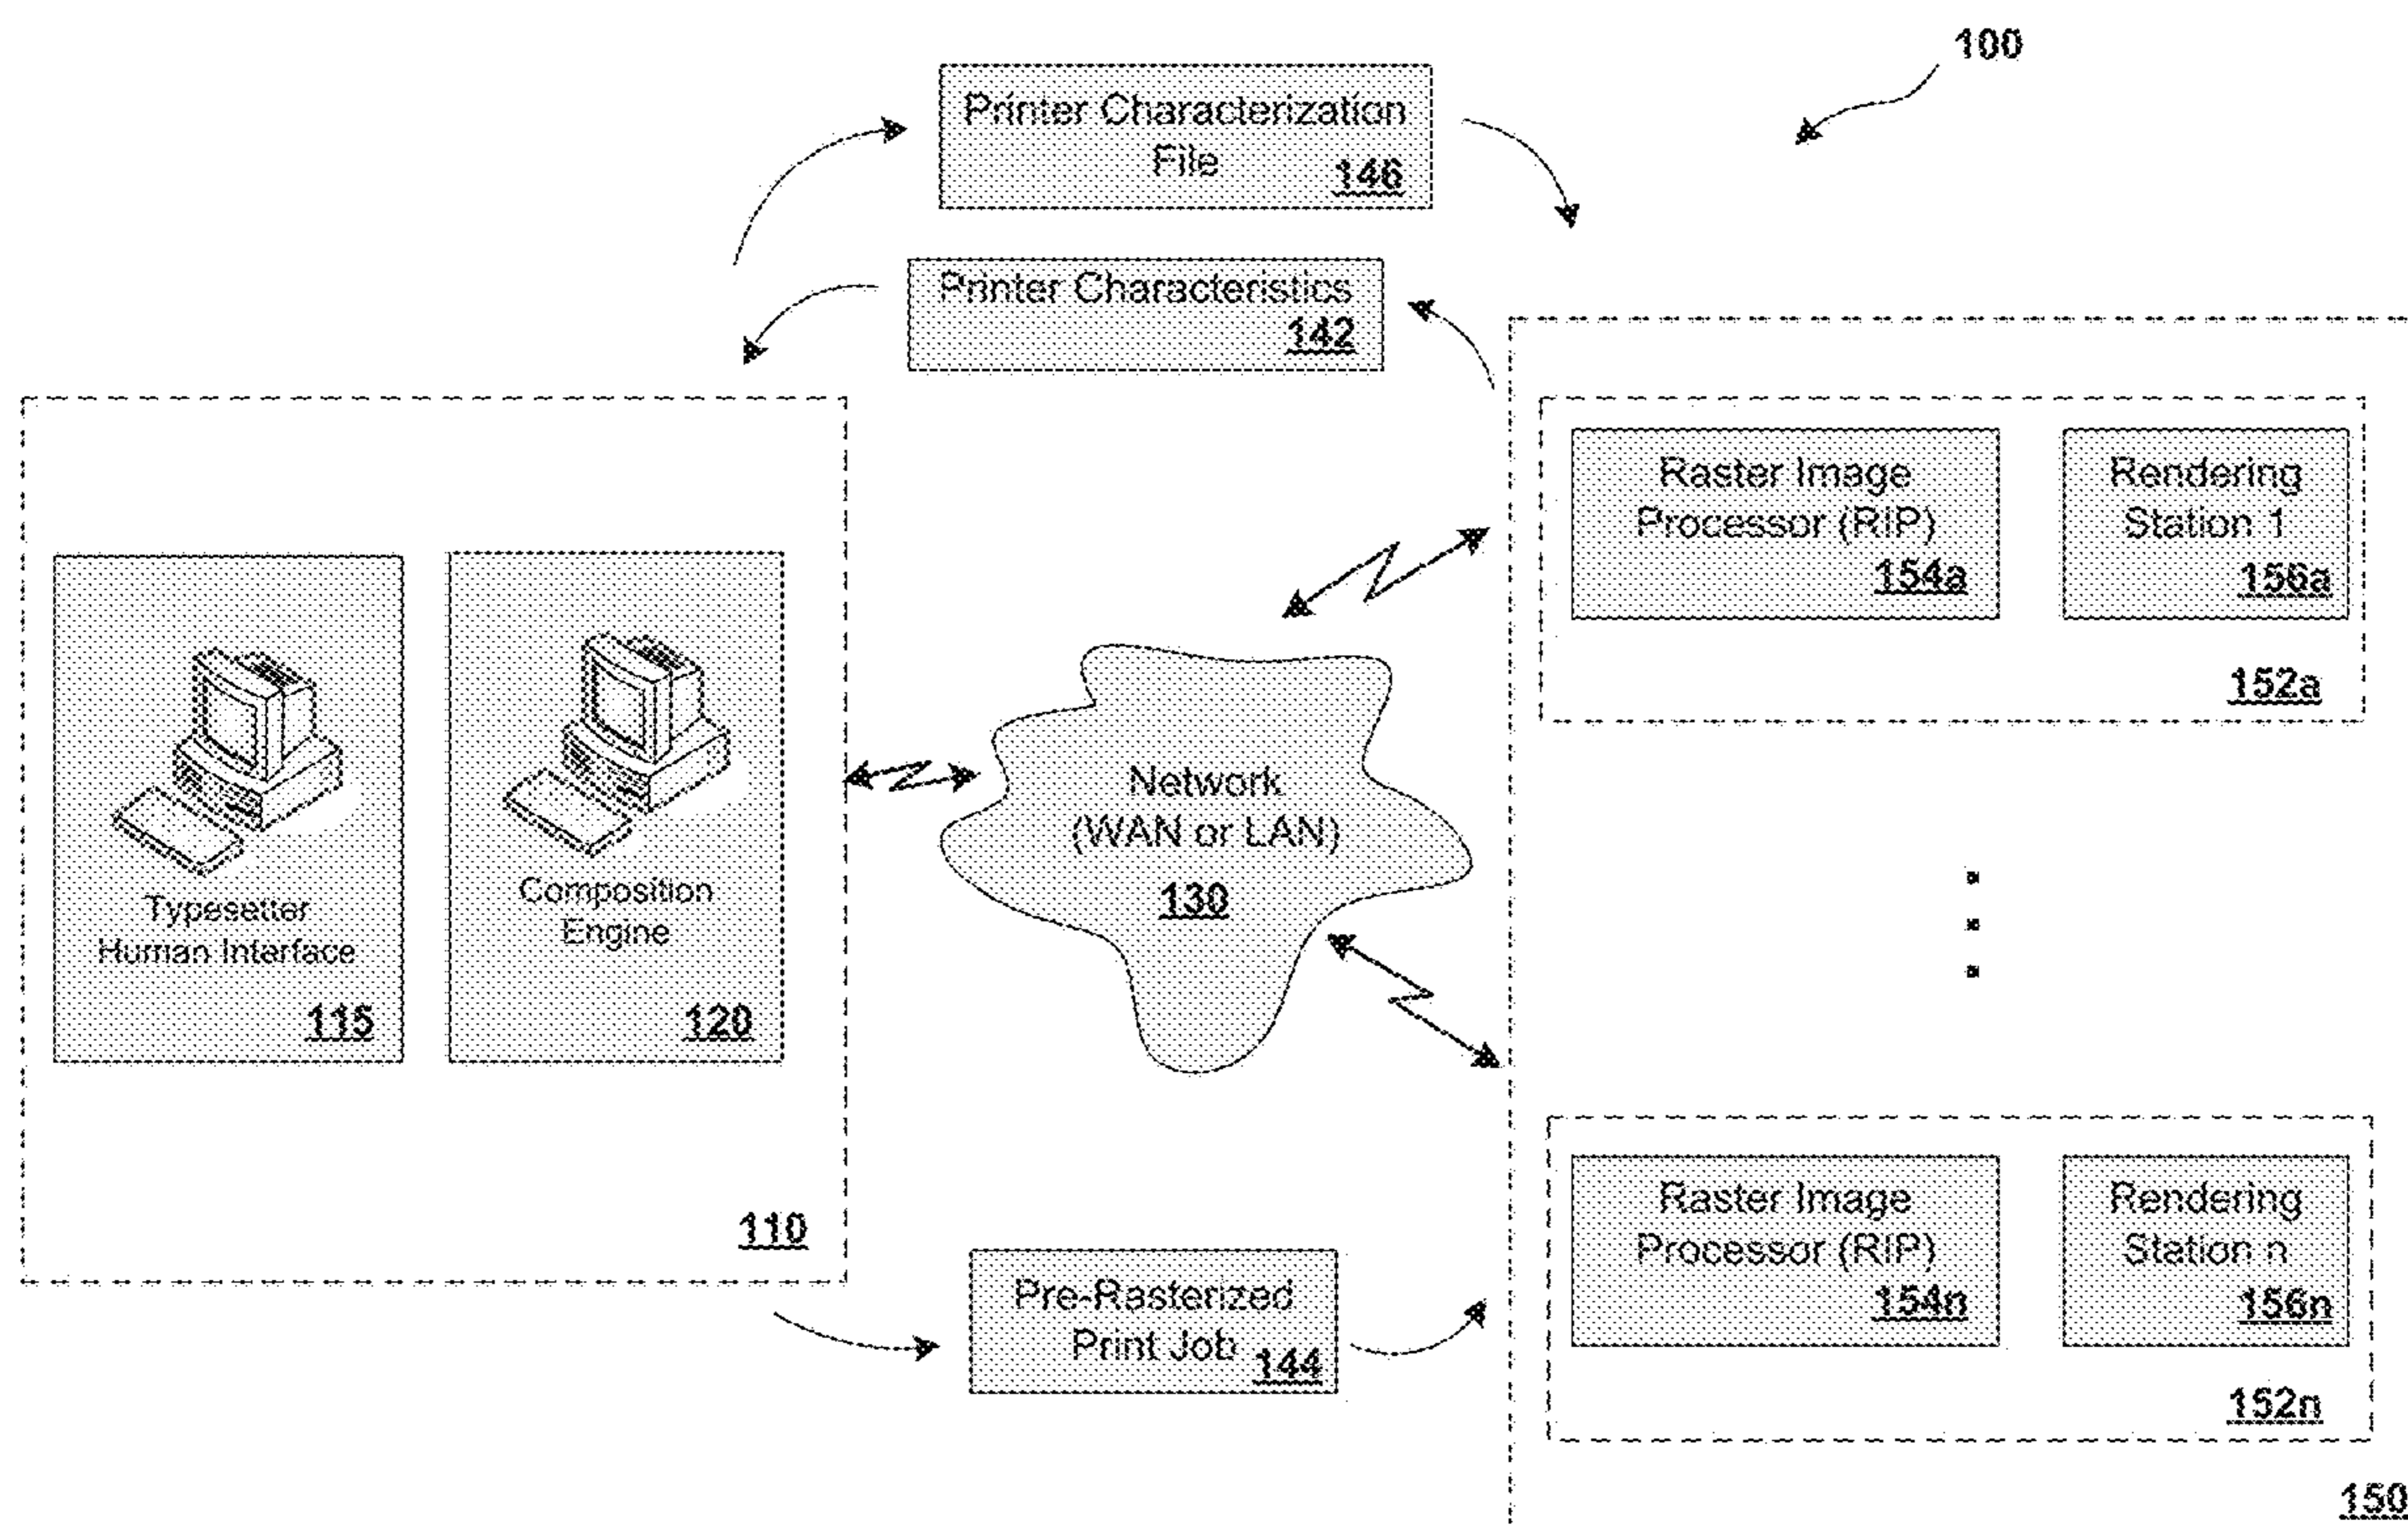 100
Printer Characterization
File
146
Printer Characteristics
142
Typesetter
Human Interface
115
Composition
Engine
120
110
Network
(WAN or LAN)
130
Pre-Rasterized
Print Job
144
Raster Image
Processor (RIP)
154a
Rendering
Station 1
156a
152a
Raster Image
Processor (RIP)
154n
Rendering
Station n
156n
152n
150